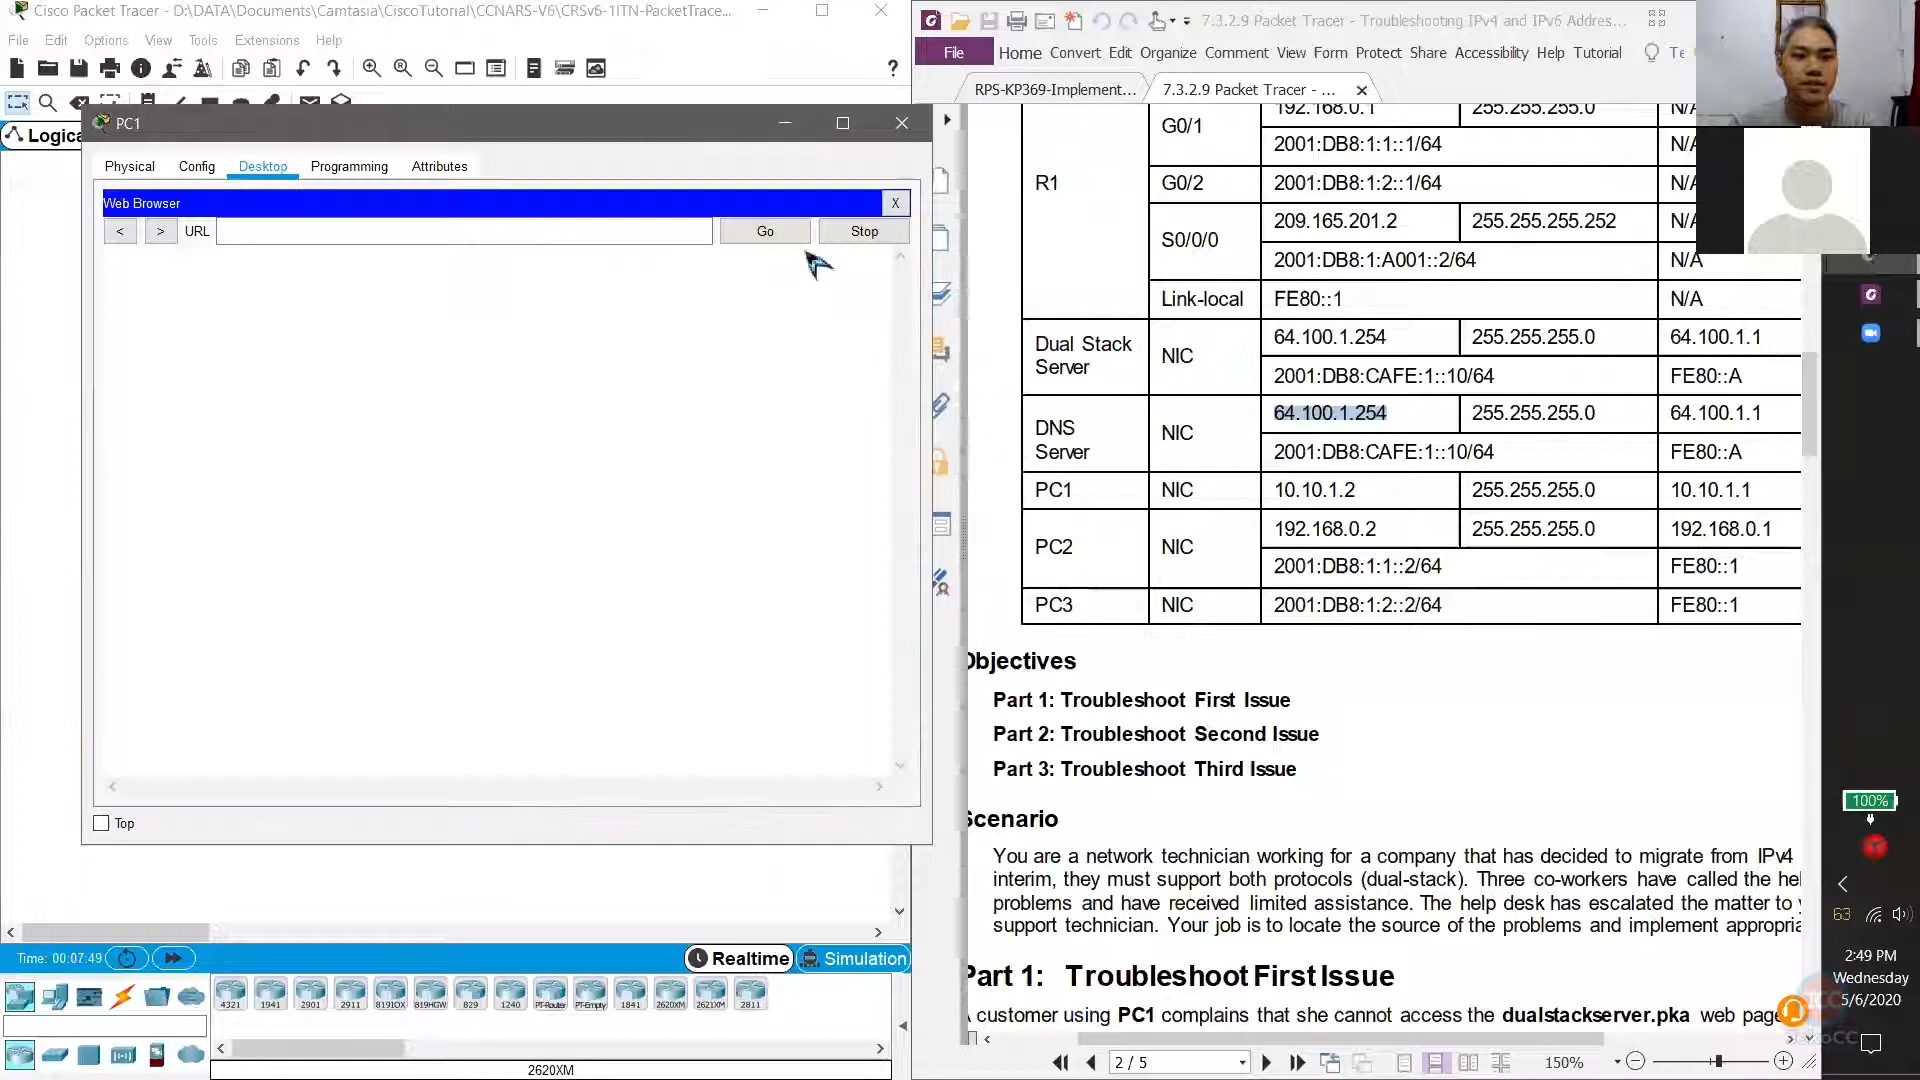 Cisco Packet Tracer - D:\DATA\Documents\Camtasia\CiscoTutorial\CCNARS-V6\CRSv6-1ITN-PacketTrace...
File Edit Options View Tools Extensions Help
?
Logica
PC1
Physical Config Desktop Programming Attributes
Web Browser X
< > URL Go Stop
Top
Time: 00:07:49 Realtime Simulation
4321 1941 2901 2911 819IOX 819HGW 829 1240 PT-Router PT-Empty 1841 2620XM 2621XM 2811
2620XM
7.3.2.9 Packet Tracer - Troubleshooting IPv4 and IPv6 Addres...
File Home Convert Edit Organize Comment View Form Protect Share Accessibility Help Tutorial Te
RPS-KP369-Implement... 7.3.2.9 Packet Tracer - ...
192.168.0.1 255.255.255.0 N/A
G0/1
2001:DB8:1:1::1/64 N/A
R1 G0/2 2001:DB8:1:2::1/64 N/A
209.165.201.2 255.255.255.252 N/A
S0/0/0
2001:DB8:1:A001::2/64 N/A
Link-local FE80::1 N/A
64.100.1.254 255.255.255.0 64.100.1.1
Dual Stack Server NIC
2001:DB8:CAFE:1::10/64 FE80::A
64.100.1.254 255.255.255.0 64.100.1.1
DNS Server NIC
2001:DB8:CAFE:1::10/64 FE80::A
PC1 NIC 10.10.1.2 255.255.255.0 10.10.1.1
192.168.0.2 255.255.255.0 192.168.0.1
PC2 NIC
2001:DB8:1:1::2/64 FE80::1
PC3 NIC 2001:DB8:1:2::2/64 FE80::1
Objectives
Part 1: Troubleshoot First Issue
Part 2: Troubleshoot Second Issue
Part 3: Troubleshoot Third Issue
Scenario
You are a network technician working for a company that has decided to migrate from IPv4
interim, they must support both protocols (dual-stack). Three co-workers have called the hel
problems and have received limited assistance. The help desk has escalated the matter to y
support technician. Your job is to locate the source of the problems and implement appropria
Part 1: Troubleshoot First Issue
A customer using PC1 complains that she cannot access the dualstackserver.pka web page
2 / 5 150%
100%
63
2:49 PM
Wednesday
5/6/2020